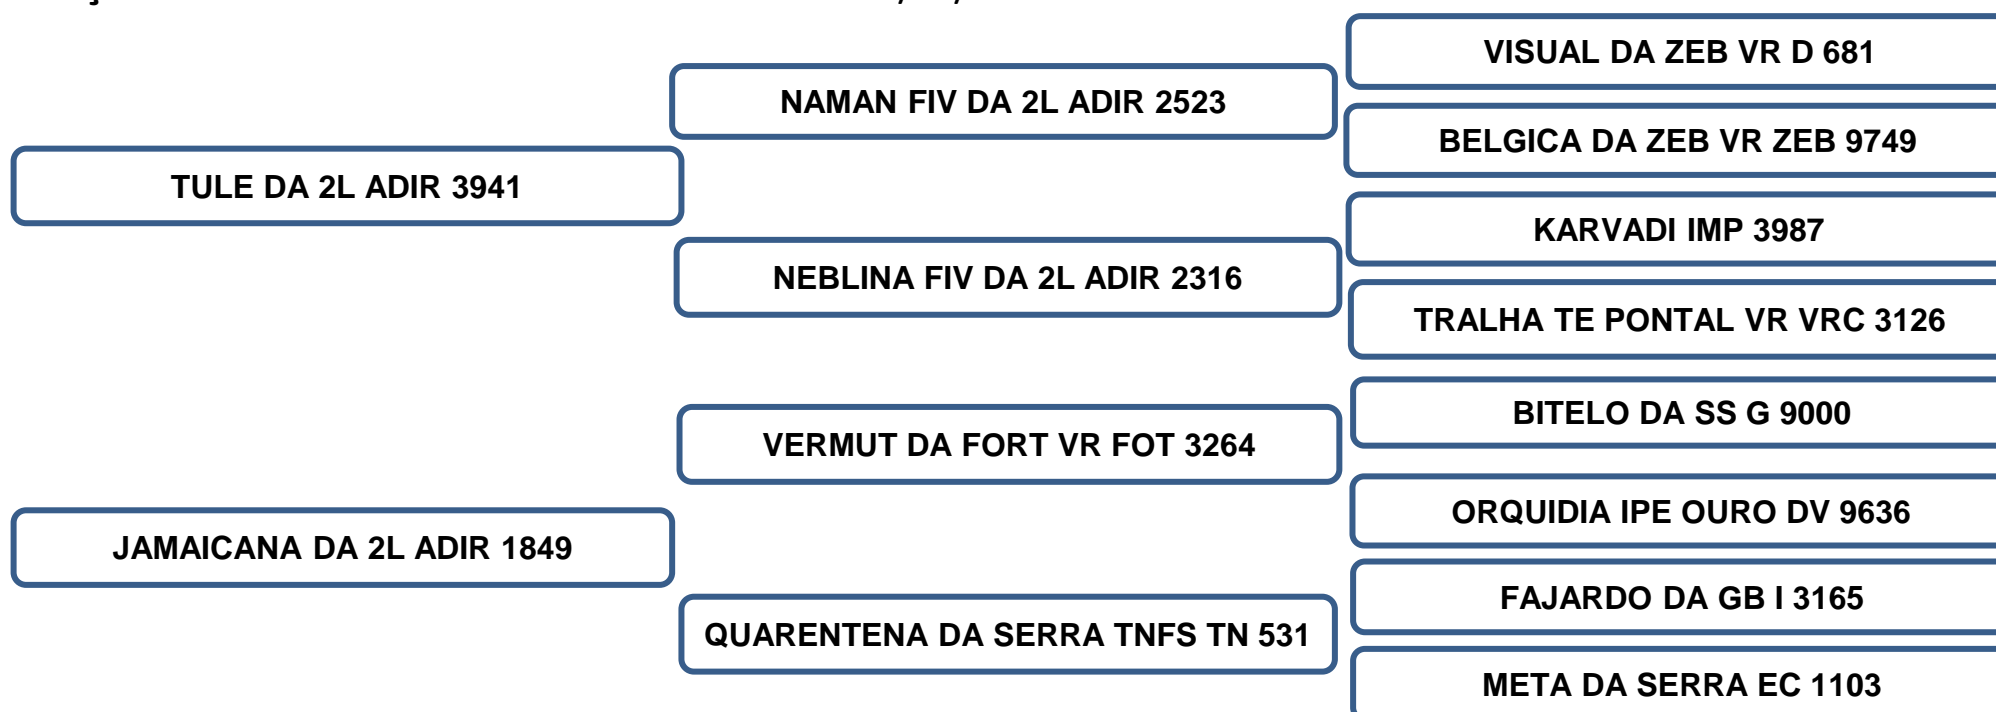 VISUAL DA ZEB VR D 681
NAMAN FIV DA 2L ADIR 2523
BELGICA DA ZEB VR ZEB 9749
TULE DA 2L ADIR 3941
KARVADI IMP 3987
NEBLINA FIV DA 2L ADIR 2316
TRALHA TE PONTAL VR VRC 3126
BITELO DA SS G 9000
VERMUT DA FORT VR FOT 3264
ORQUIDIA IPE OURO DV 9636
JAMAICANA DA 2L ADIR 1849
FAJARDO DA GB I 3165
QUARENTENA DA SERRA TNFS TN 531
META DA SERRA EC 1103